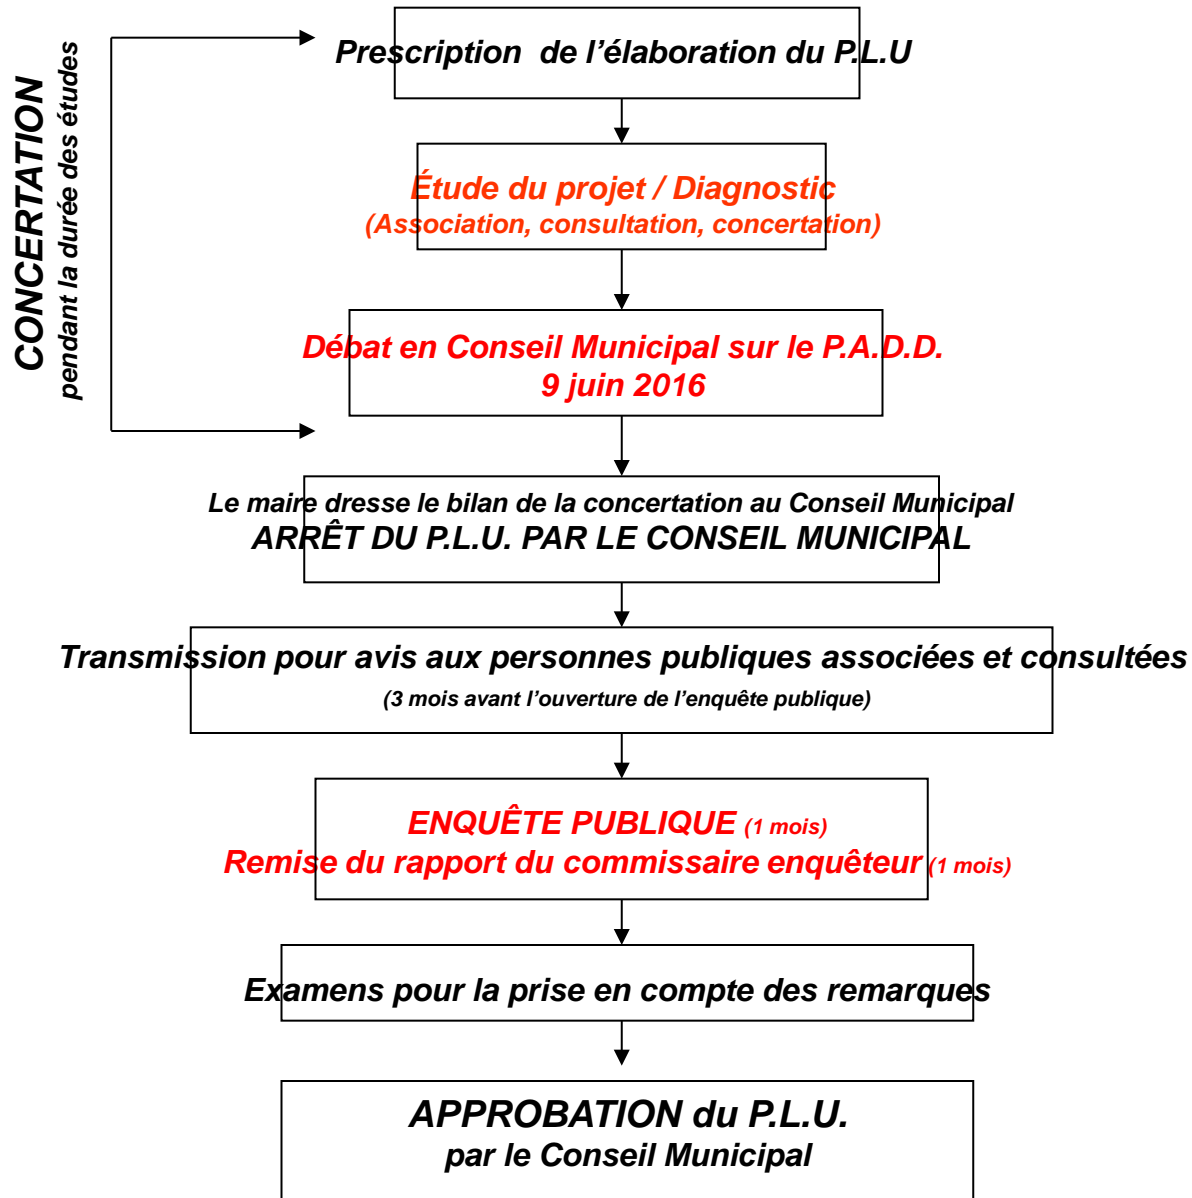 CONCERTATION
pendant la durée des études
Prescription de l’élaboration du P.L.U
Étude du projet / Diagnostic
(Association, consultation, concertation)
Débat en Conseil Municipal sur le P.A.D.D.
9 juin 2016
Le maire dresse le bilan de la concertation au Conseil Municipal
ARRÊT DU P.L.U. PAR LE CONSEIL MUNICIPAL
Transmission pour avis aux personnes publiques associées et consultées
(3 mois avant l’ouverture de l’enquête publique)
ENQUÊTE PUBLIQUE (1 mois)
Remise du rapport du commissaire enquêteur (1 mois)
Examens pour la prise en compte des remarques
APPROBATION du P.L.U.
par le Conseil Municipal